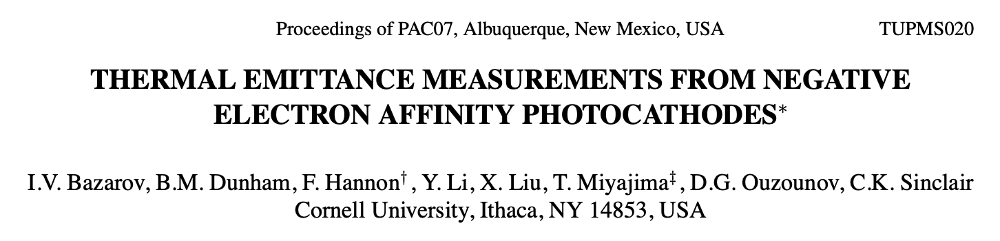 Proceedings of PAC07, Albuquerque, New Mexico, USA TUPMS020
THERMAL EMITTANCE MEASUREMENTS FROM NEGATIVE
ELECTRON AFFINITY PHOTOCATHODES*
I.V. Bazarov, B.M. Dunham, F. Hannon†, Y. Li, X. Liu, T. Miyajima‡, D.G. Ouzounov, C.K. Sinclair
Cornell University, Ithaca, NY 14853, USA